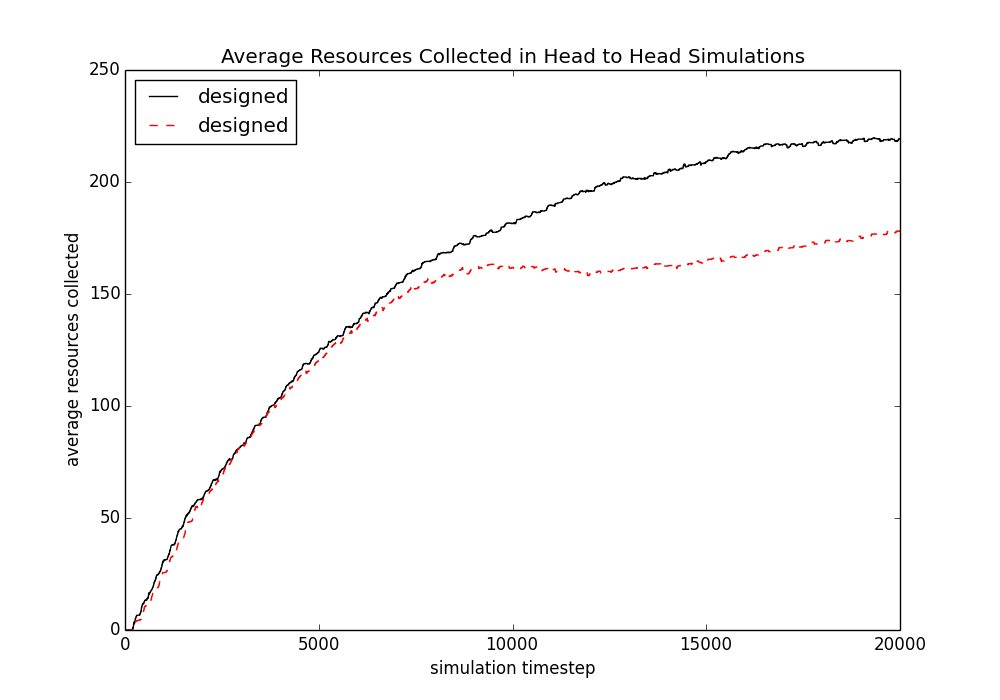 Average Resources Collected in Head to Head Simulations
250
designed
designed
200
150
100
50
0
average resources collected
0 5000 10000 15000 20000
simulation timestep